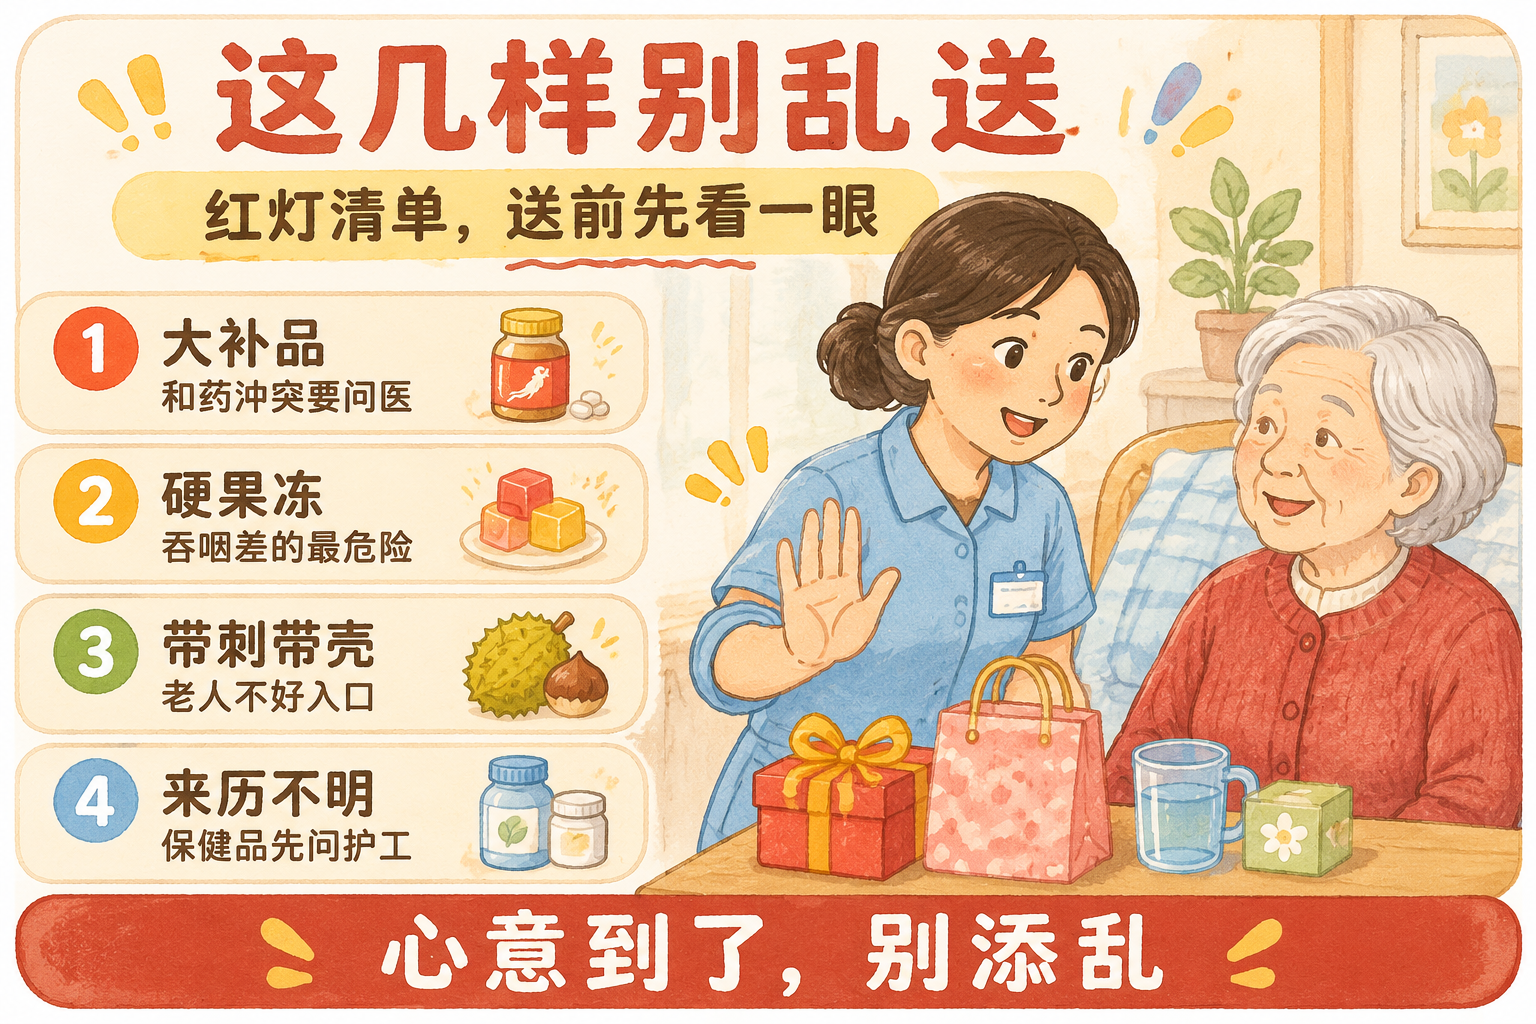 这几样别乱送
红灯清单，送前先看一眼
1
大补品
和药沖突要问医
2
硬果冻
吞咽差的最危险
3
带刺带壳
老人不好入口
4
来历不明
保健品先问护工
心意到了，别添乱